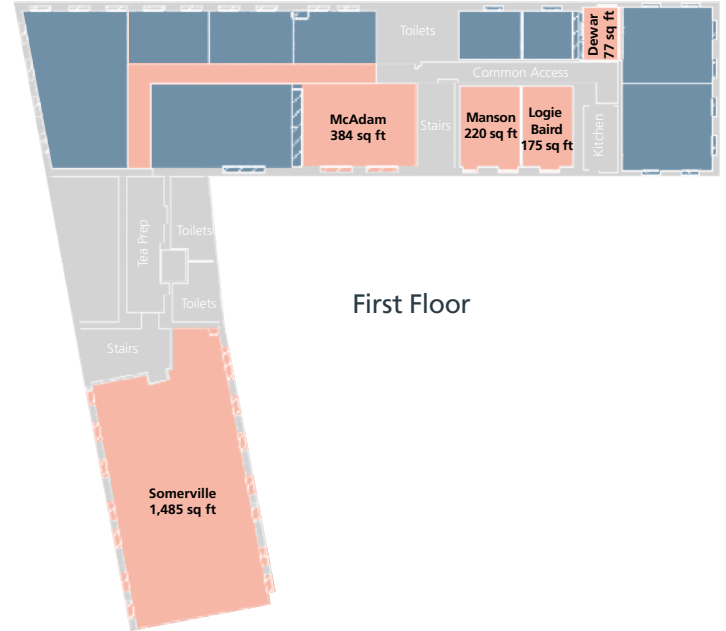 Toilets
Dewar
77 sq ft
Common Access
McAdam
384 sq ft
Stairs
Manson
220 sq ft
Logie
Baird
175 sq ft
Kitchen
Tea Prep
Toilets
Toilets
First Floor
Stairs
Somerville
1,485 sq ft